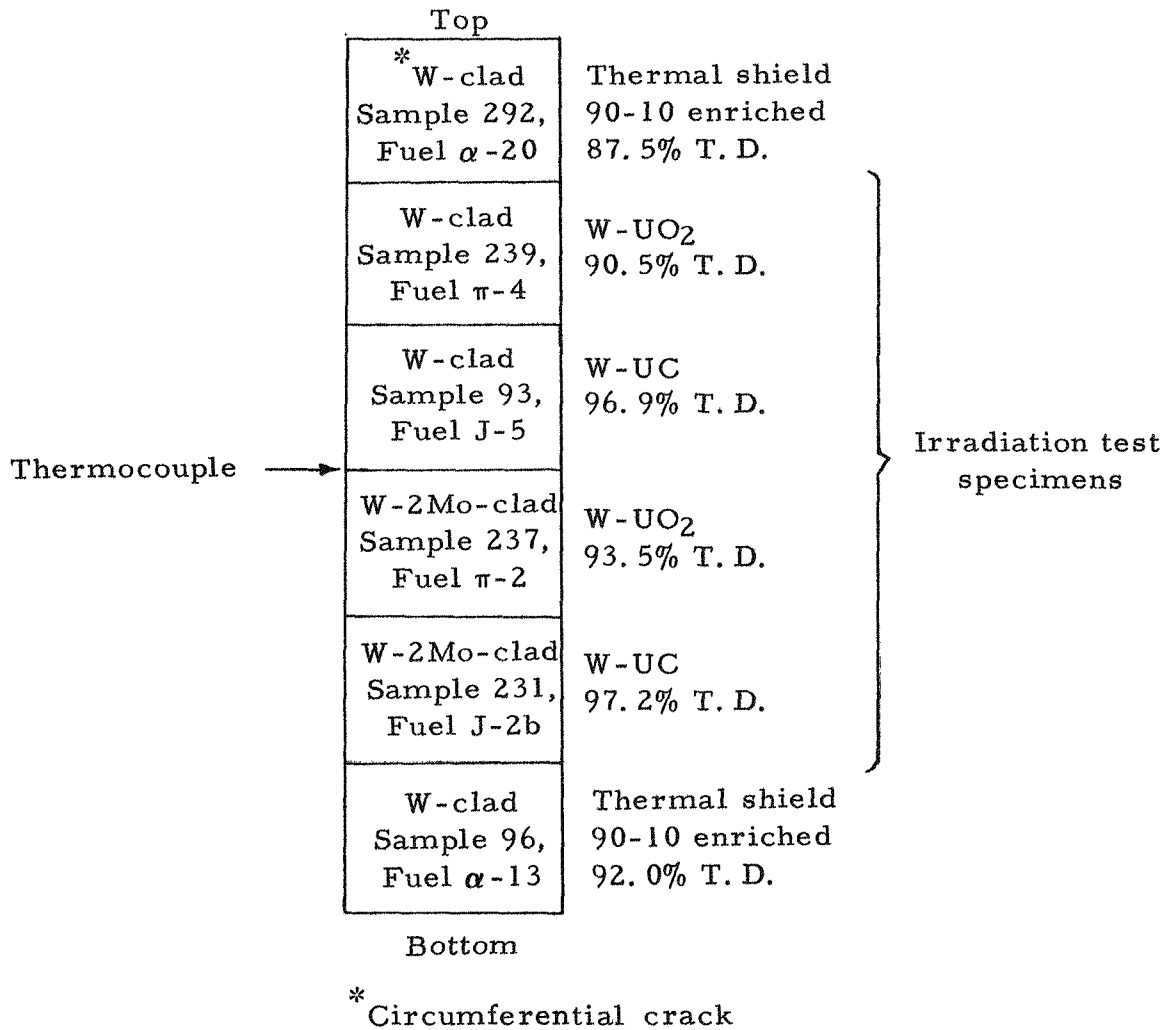 Top
*W-clad
Sample 292,
Fuel α-20
Thermal shield
90-10 enriched
87.5% T. D.
W-clad
Sample 239,
Fuel π-4
W-UO2
90.5% T. D.
W-clad
Sample 93,
Fuel J-5
W-UC
96.9% T. D.
Thermocouple
W-2Mo-clad
Sample 237,
Fuel π-2
W-UO2
93.5% T. D.
W-2Mo-clad
Sample 231,
Fuel J-2b
W-UC
97.2% T. D.
Irradiation test
specimens
W-clad
Sample 96,
Fuel α-13
Thermal shield
90-10 enriched
92.0% T. D.
Bottom
*Circumferential crack